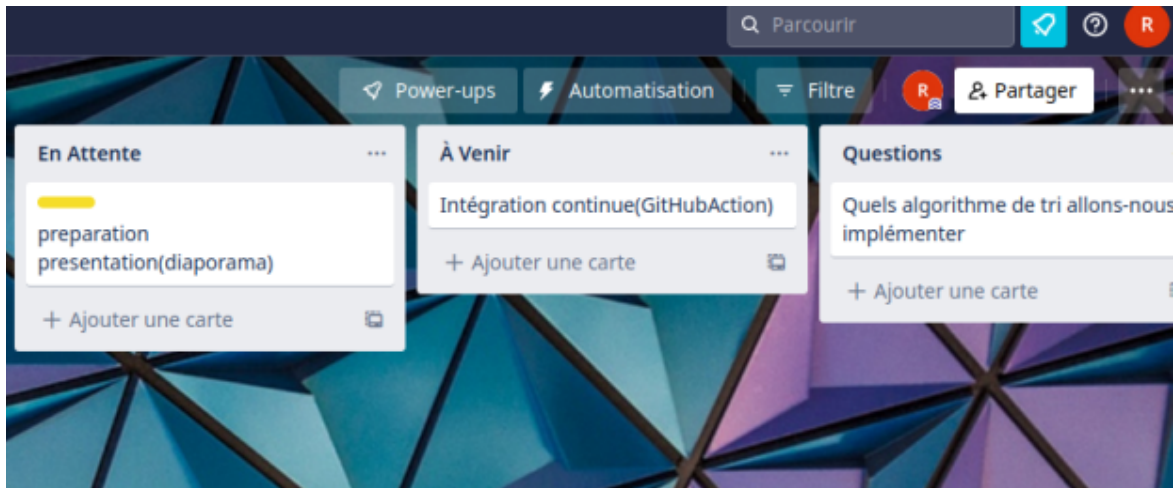 Parcourir
R
Power-ups
Automatisation
Filtre
R
Partager
En Attente
À Venir
Questions
preparation
presentation(diaporama)
Intégration continue(GitHubAction)
Quels algorithme de tri allons-nous
implémenter
+ Ajouter une carte
+ Ajouter une carte
+ Ajouter une carte